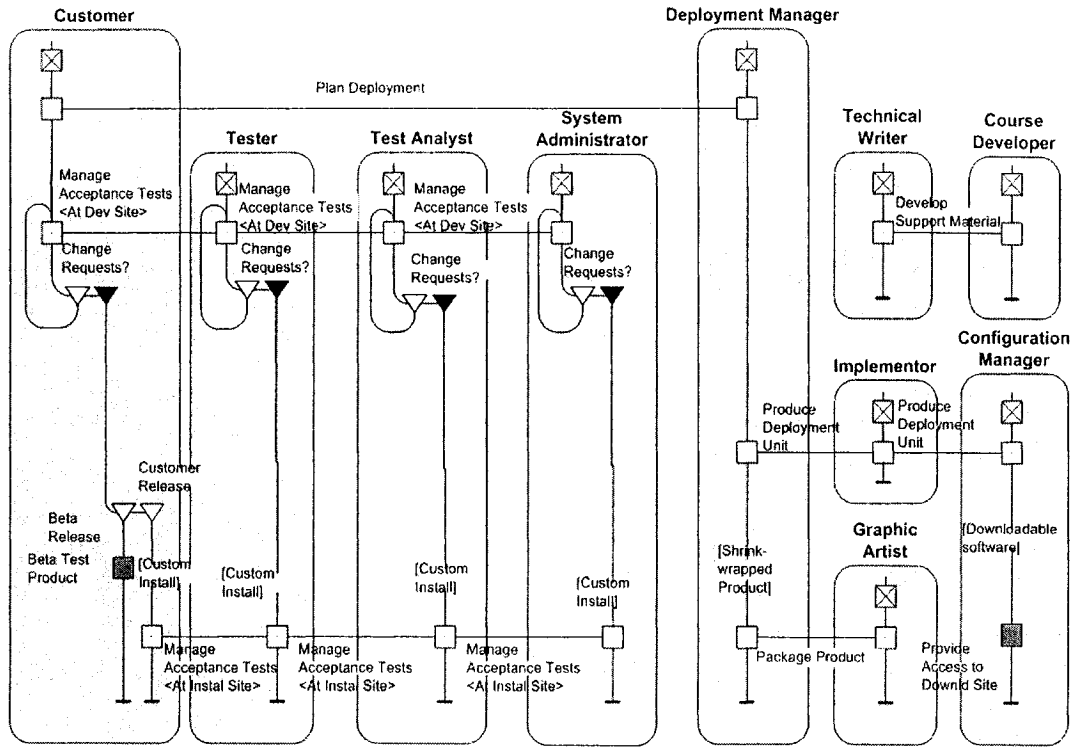 Customer
Deployment Manager
Plan Deployment
Tester
Test Analyst
System
Administrator
Technical
Writer
Course
Developer
Manage
Acceptance Tests
<At Dev Site>
Manage
Acceptance Tests
<At Dev Site>
Manage
Acceptance Tests
<At Dev Site>
Develop
Support Material
Change
Requests?
Change
Requests?
Change
Requests?
Change
Requests?
Implementor
Configuration
Manager
Produce
Deployment
Unit
Produce
Deployment
Unit
Customer
Release
Beta
Release
Beta Test
Product
[Custom
Install]
[Custom
Install]
[Custom
Install]
[Custom
Install]
[Shrink-
wrapped
Product]
Graphic
Artist
[Downloadable
software]
Manage
Acceptance Tests
<At Instal Site>
Manage
Acceptance Tests
<At Instal Site>
Manage
Acceptance Tests
<At Instal Site>
Package Product
Provide
Access to
Downld Site